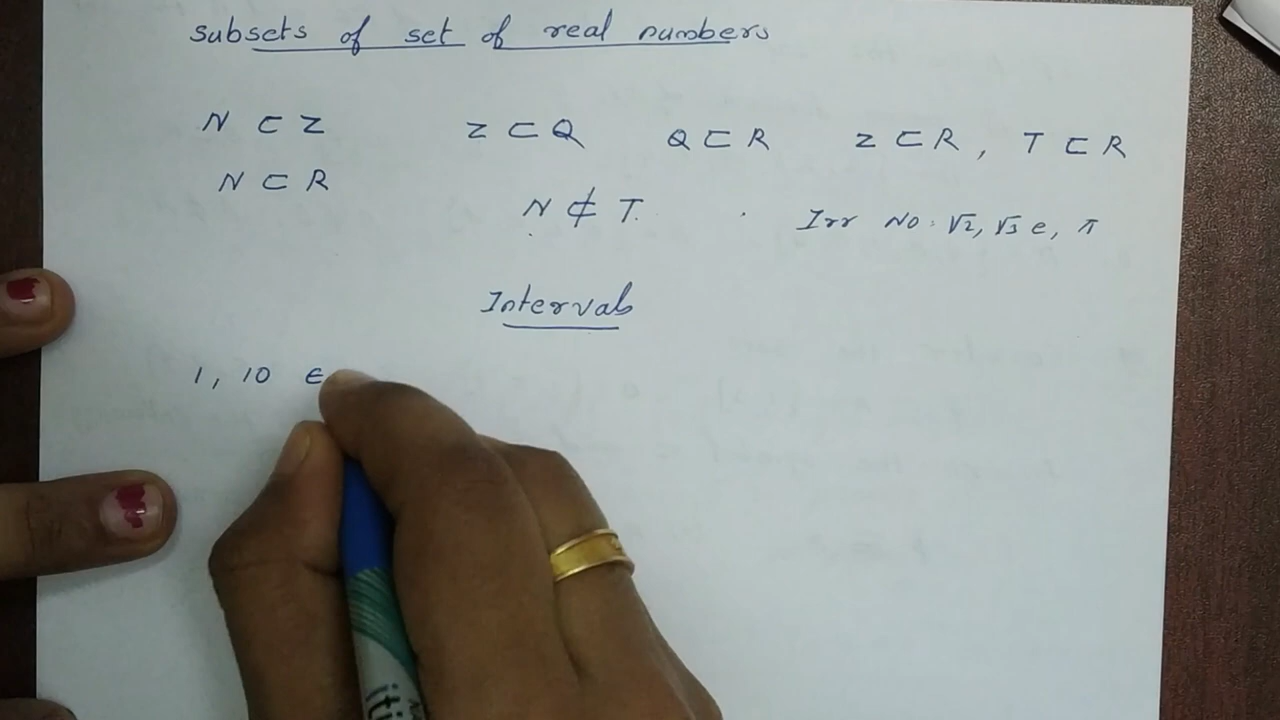 subsets of set of real numbers
N ⊂ Z Z ⊂ Q Q ⊂ R Z ⊂ R, T ⊂ R
N ⊂ R N ⊄ T. Irr No: √2, √3 e, π
Intervals
1, 10 ∈